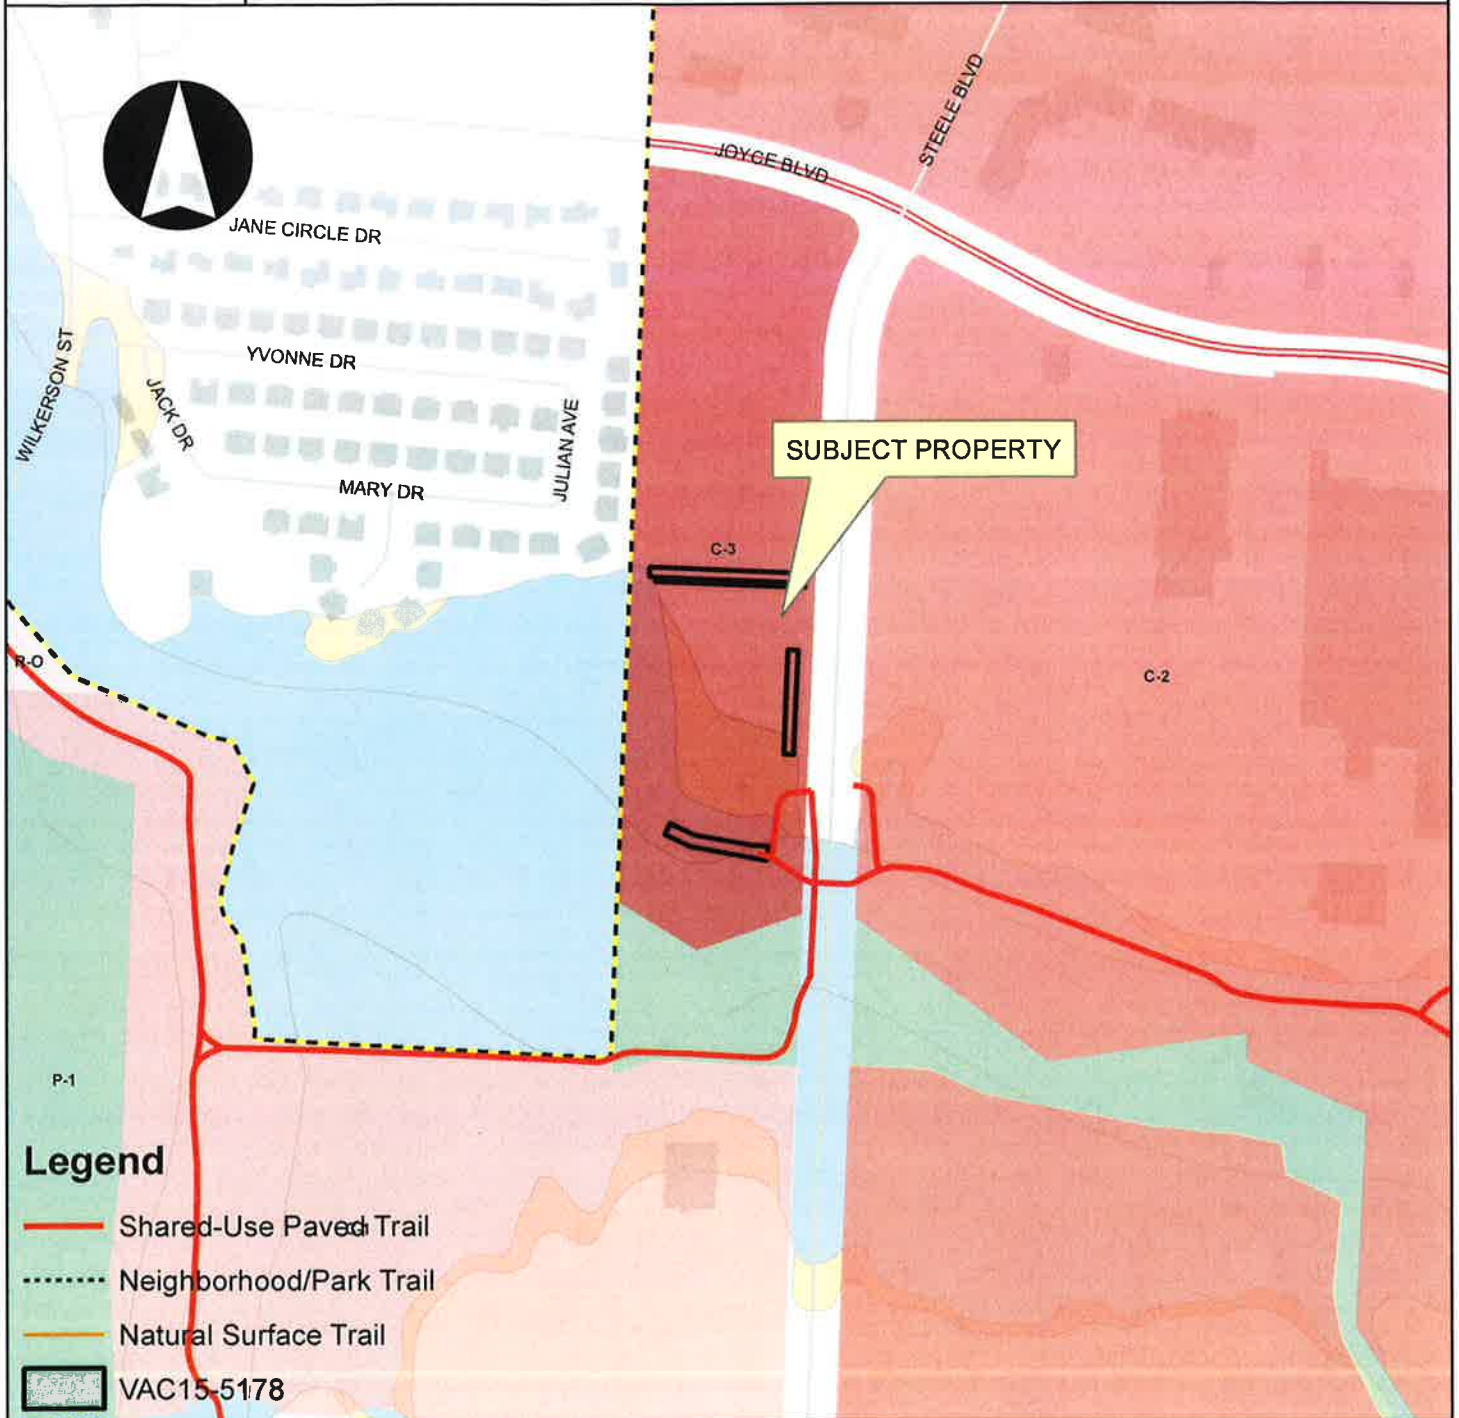 STEELE BLVD
JOYCE BLVD
JANE CIRCLE DR
WILKERSON ST
YVONNE DR
JACK DR
JULIAN AVE
SUBJECT PROPERTY
MARY DR
C-3
R-O
C-2
P-1
Legend
Shared-Use Paved Trail
Neighborhood/Park Trail
Natural Surface Trail
VAC15-5178